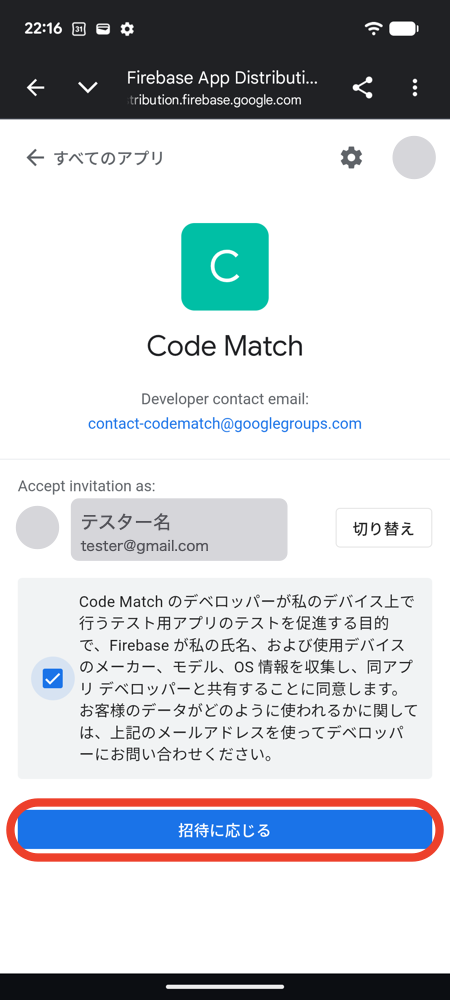 22:16 31
Firebase App Distributi...
tribution.firebase.google.com
すべてのアプリ
C
Code Match
Developer contact email:
contact-codematch@googlegroups.com
Accept invitation as:
テスター名
tester@gmail.com
切り替え
Code Match のデベロッパーが私のデバイス上で
行うテスト用アプリのテストを促進する目的
で、Firebase が私の氏名、および使用デバイス
のメーカー、モデル、OS 情報を収集し、同アプ
リ デベロッパーと共有することに同意します。
お客様のデータがどのように使われるかに関して
は、上記のメールアドレスを使ってデベロッパ
ーにお問い合わせください。
招待に応じる